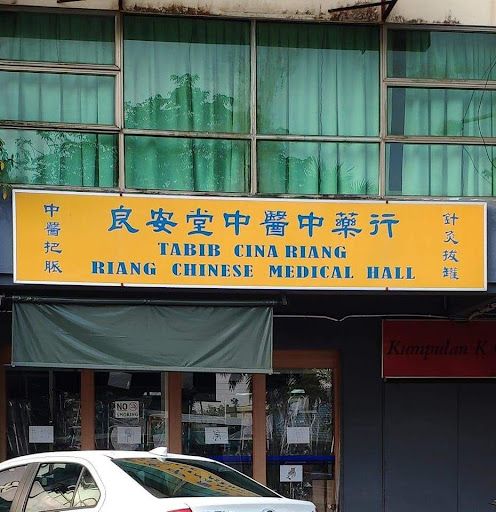 中醫把脈
良安堂中醫中藥行
TABIB CINA RIANG
RIANG CHINESE MEDICAL HALL
針灸拔罐
Kumpulan
NO
SMOKING